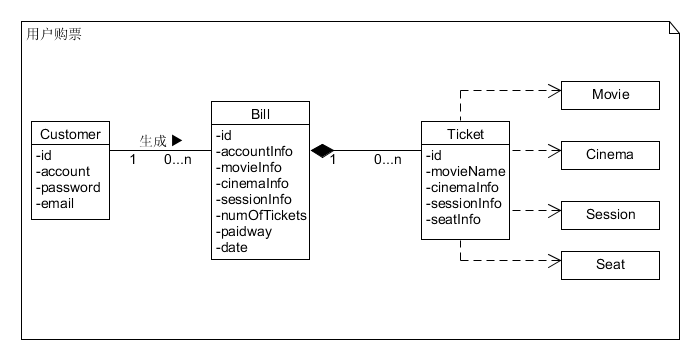 用户购票
Customer
-id
-account
-password
-email
生成 ▶
1
0...n
Bill
-id
-accountInfo
-movieInfo
-cinemaInfo
-sessionInfo
-numOfTickets
-paidway
-date
1
0...n
Ticket
-id
-movieName
-cinemaInfo
-sessionInfo
-seatInfo
Movie
Cinema
Session
Seat